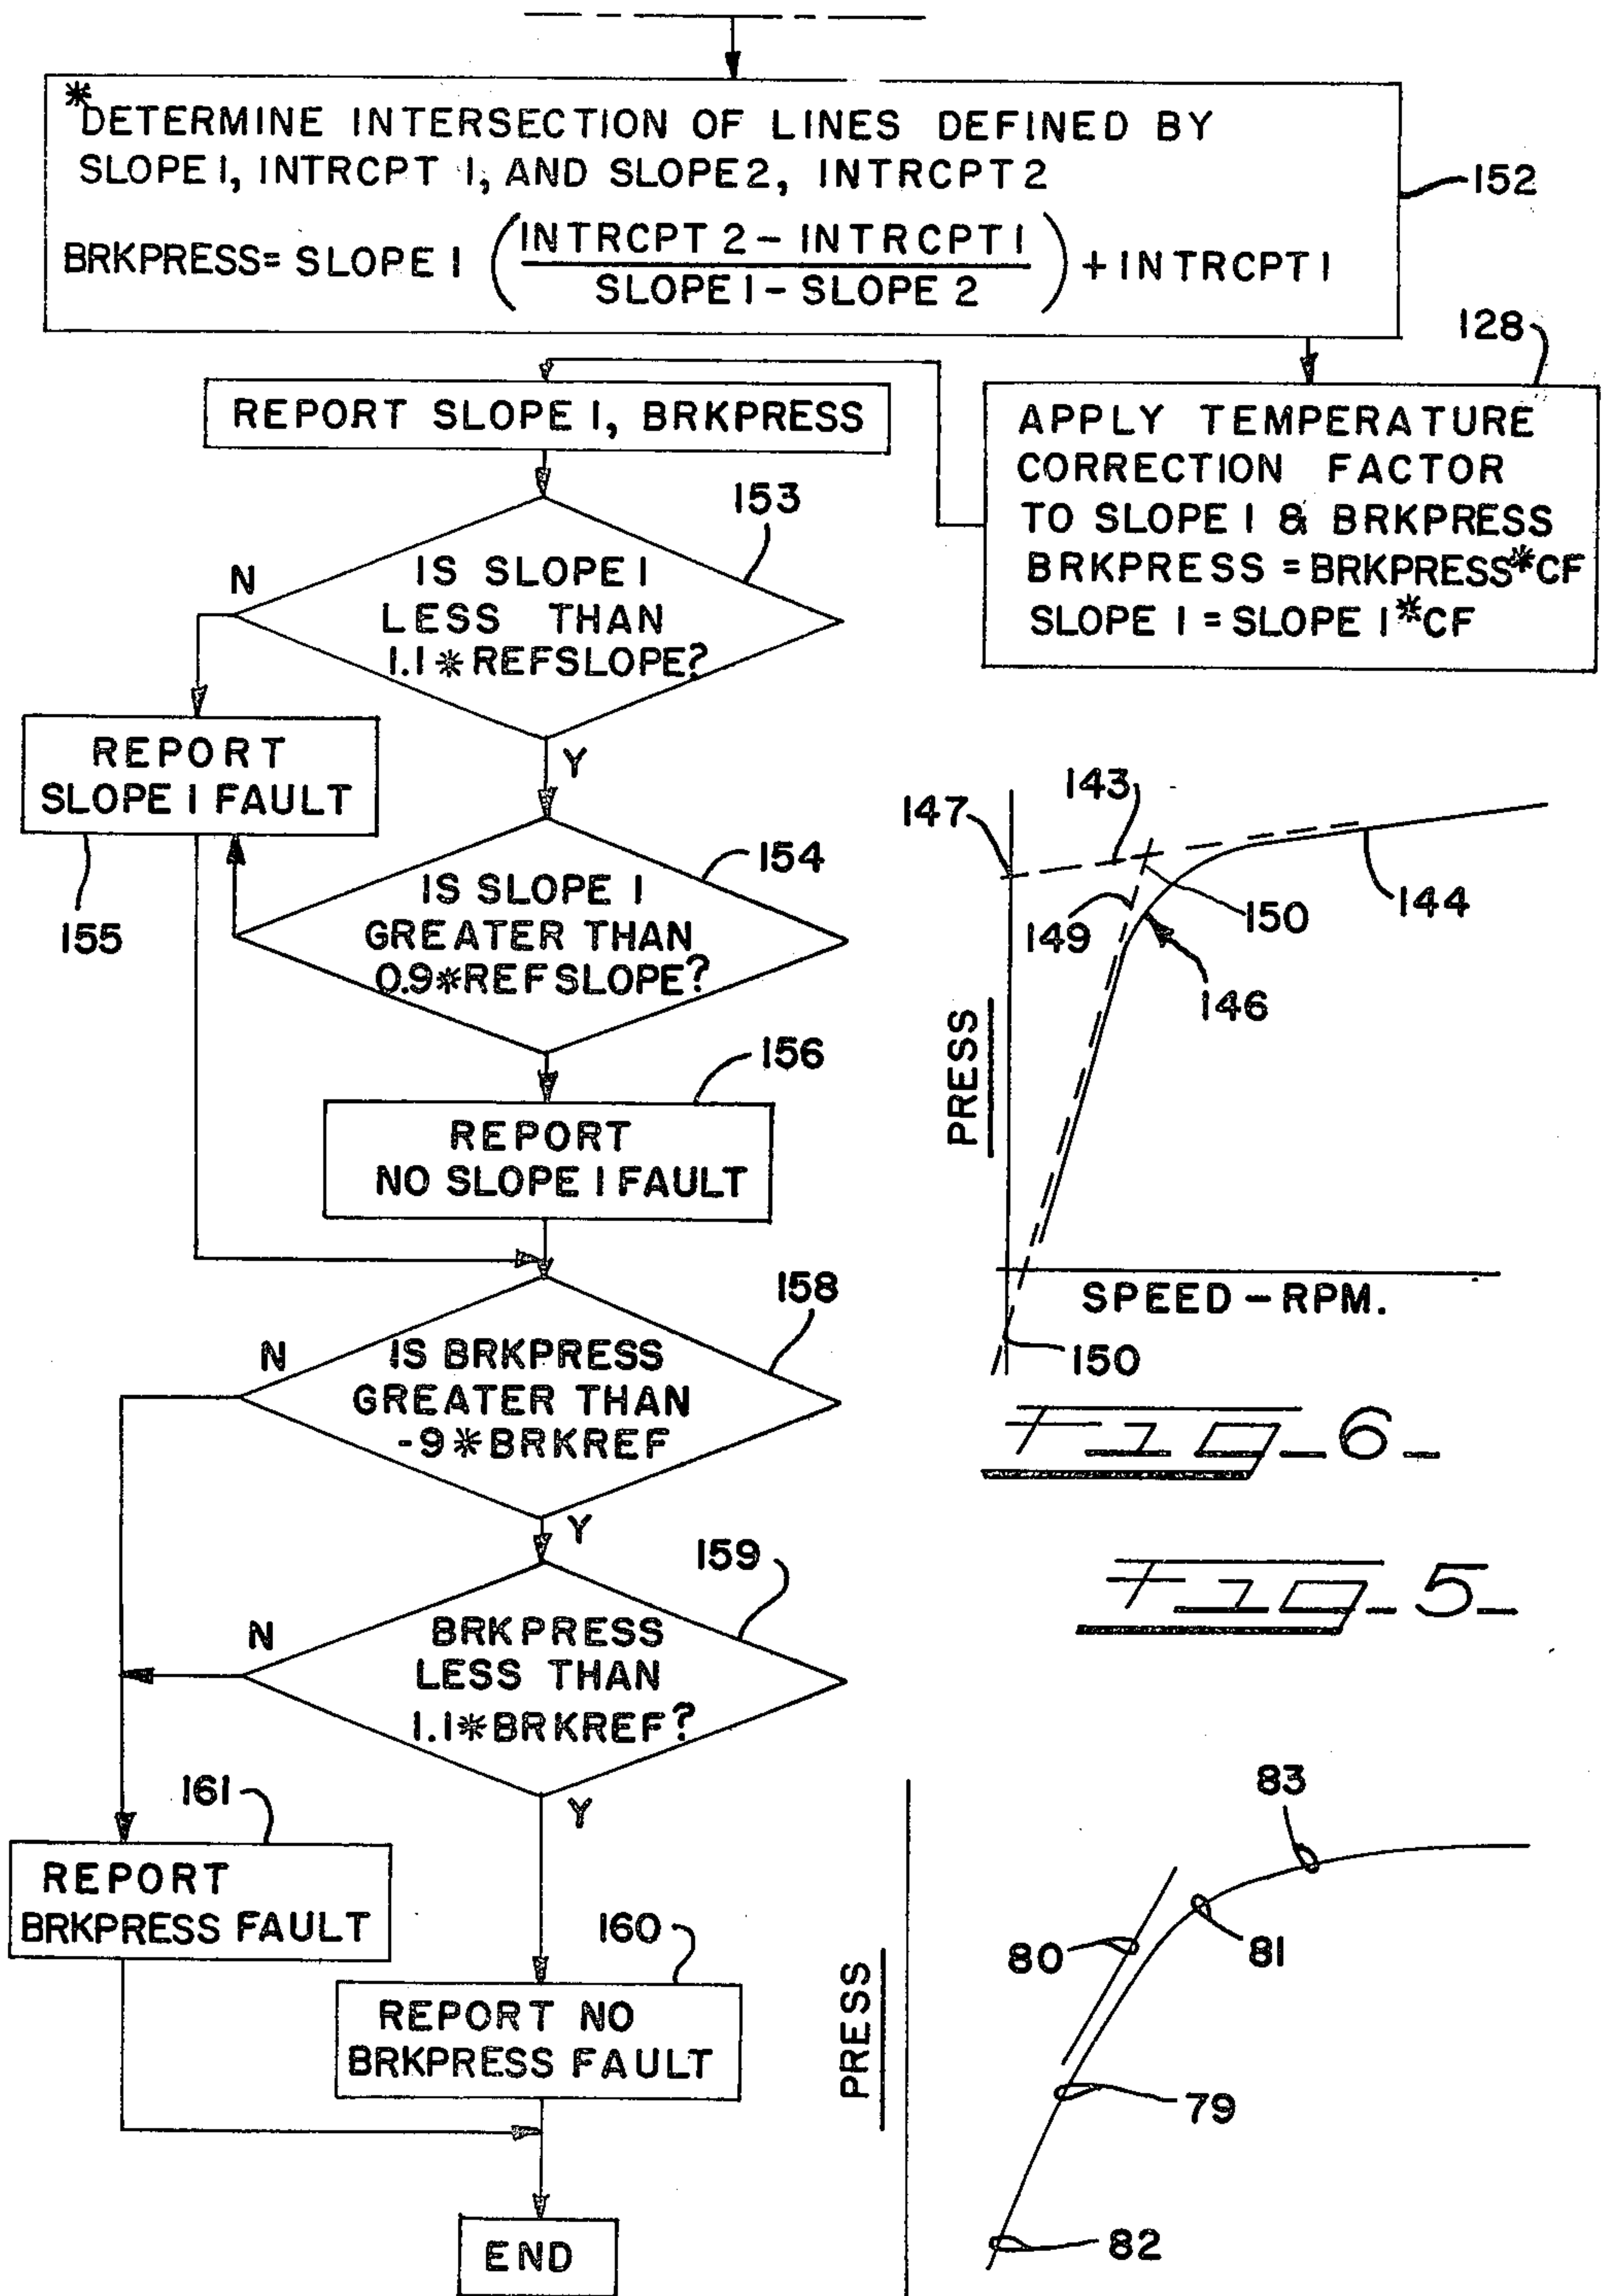 *DETERMINE INTERSECTION OF LINES DEFINED BY
SLOPE 1, INTRCPT 1, AND SLOPE 2, INTRCPT 2
BRKPRESS = SLOPE 1 (INTRCPT 2 - INTRCPT 1 / SLOPE 1 - SLOPE 2) + INTRCPT 1
152
128
APPLY TEMPERATURE
CORRECTION FACTOR
TO SLOPE 1 & BRKPRESS
BRKPRESS = BRKPRESS*CF
SLOPE 1 = SLOPE 1*CF
REPORT SLOPE 1, BRKPRESS
153
N
IS SLOPE 1
LESS THAN
1.1*REFSLOPE?
Y
REPORT
SLOPE 1 FAULT
155
154
IS SLOPE 1
GREATER THAN
0.9*REFSLOPE?
156
REPORT
NO SLOPE 1 FAULT
158
N
IS BRKPRESS
GREATER THAN
-9*BRKREF
Y
159
N
BRKPRESS
LESS THAN
1.1*BRKREF?
Y
161
REPORT
BRKPRESS FAULT
160
REPORT NO
BRKPRESS FAULT
END
147
143
149
150
144
146
PRESS
SPEED-RPM.
150
Fig-6-
Fig-5-
83
80
81
PRESS
79
82